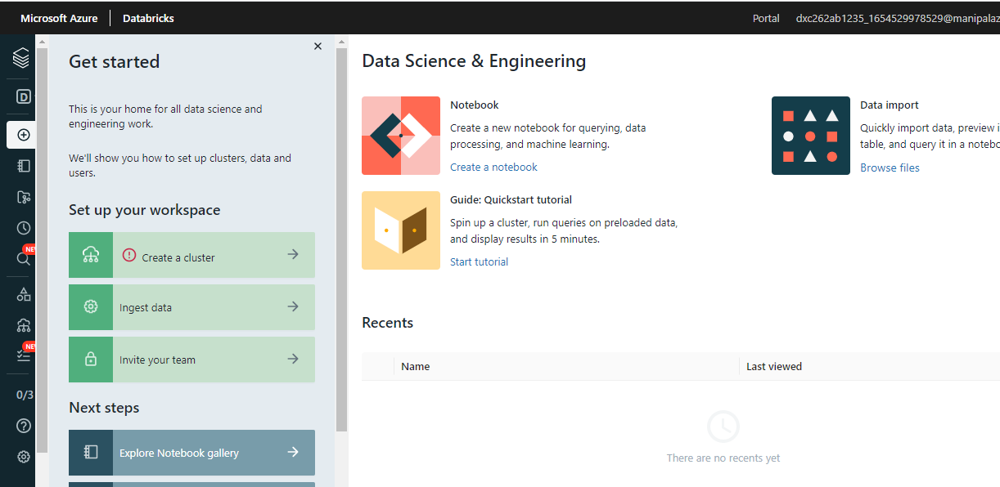 Microsoft Azure
Databricks
Portal
dxc262ab1235_1654529978529@manipalaz
Get started
This is your home for all data science and
engineering work.
We'll show you how to set up clusters, data and
users.
Set up your workspace
Create a cluster
Ingest data
Invite your team
Next steps
Explore Notebook gallery
D
NEW
NEW
0/3
Data Science & Engineering
Notebook
Create a new notebook for querying, data
processing, and machine learning.
Create a notebook
Data import
Quickly import data, preview i
table, and query it in a notebo
Browse files
Guide: Quickstart tutorial
Spin up a cluster, run queries on preloaded data,
and display results in 5 minutes.
Start tutorial
Recents
Name
Last viewed
There are no recents yet